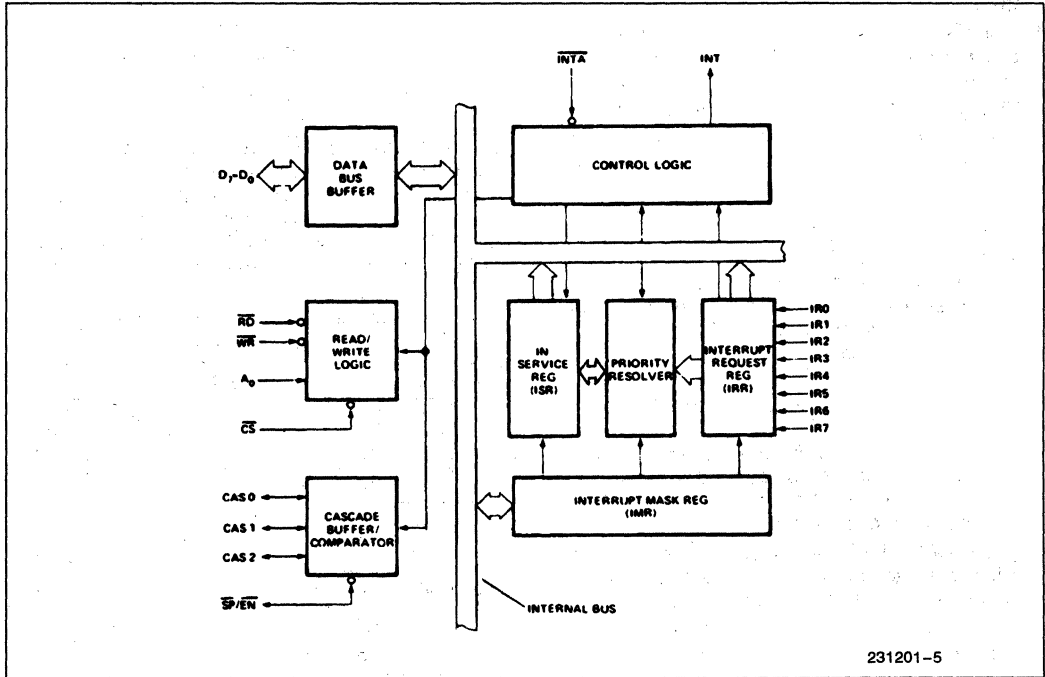 INTA
INT
DATA
BUS
BUFFER
D7-D0
CONTROL LOGIC
RD
WR
A0
CS
READ/
WRITE
LOGIC
IN
SERVICE
REG
(ISR)
PRIORITY
RESOLVER
INTERRUPT
REQUEST
REG
(IRR)
IR0
IR1
IR2
IR3
IR4
IR5
IR6
IR7
CAS 0
CAS 1
CAS 2
SP/EN
CASCADE
BUFFER/
COMPARATOR
INTERRUPT MASK REG
(IMR)
INTERNAL BUS
231201-5